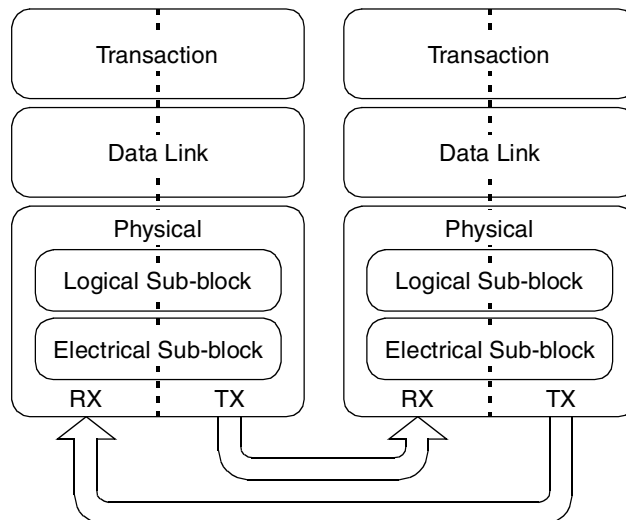 Transaction
Data Link
Physical
Logical Sub-block
Electrical Sub-block
RX TX
Transaction
Data Link
Physical
Logical Sub-block
Electrical Sub-block
RX TX